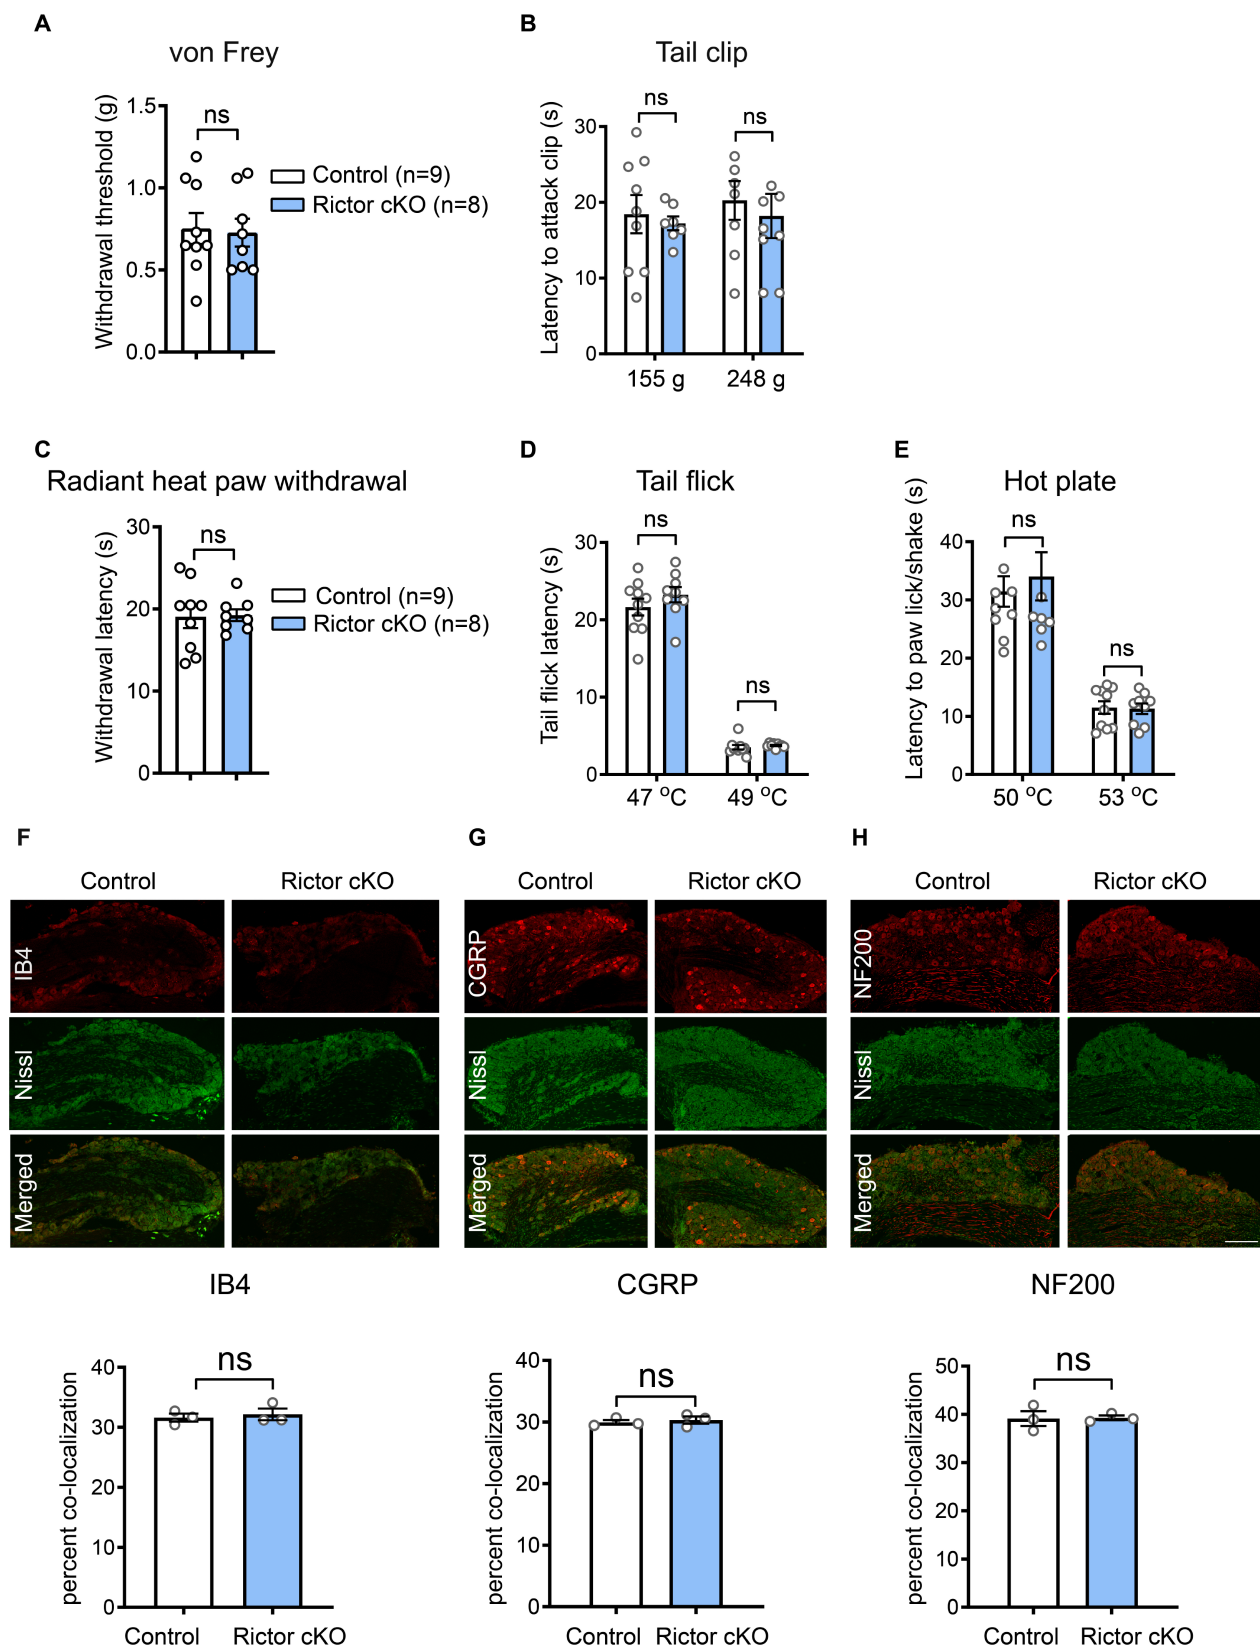 A
von Frey
Withdrawal threshold (g)
1.5
1.0
0.5
0.0
ns
Control (n=9)
Rictor cKO (n=8)
B
Tail clip
Latency to attack clip (s)
30
20
10
0
ns
ns
155 g
248 g
C
Radiant heat paw withdrawal
Withdrawal latency (s)
30
20
10
0
ns
Control (n=9)
Rictor cKO (n=8)
D
Tail flick
Tail flick latency (s)
30
20
10
0
ns
ns
47 °C
49 °C
E
Hot plate
Latency to paw lick/shake (s)
40
30
20
10
0
ns
ns
50 °C
53 °C
F
Control
Rictor cKO
IB4
Nissl
Merged
G
Control
Rictor cKO
CGRP
Nissl
Merged
H
Control
Rictor cKO
NF200
Nissl
Merged
IB4
percent co-localization
40
30
20
10
0
ns
Control
Rictor cKO
CGRP
percent co-localization
40
30
20
10
0
ns
Control
Rictor cKO
NF200
percent co-localization
50
40
30
20
10
0
ns
Control
Rictor cKO